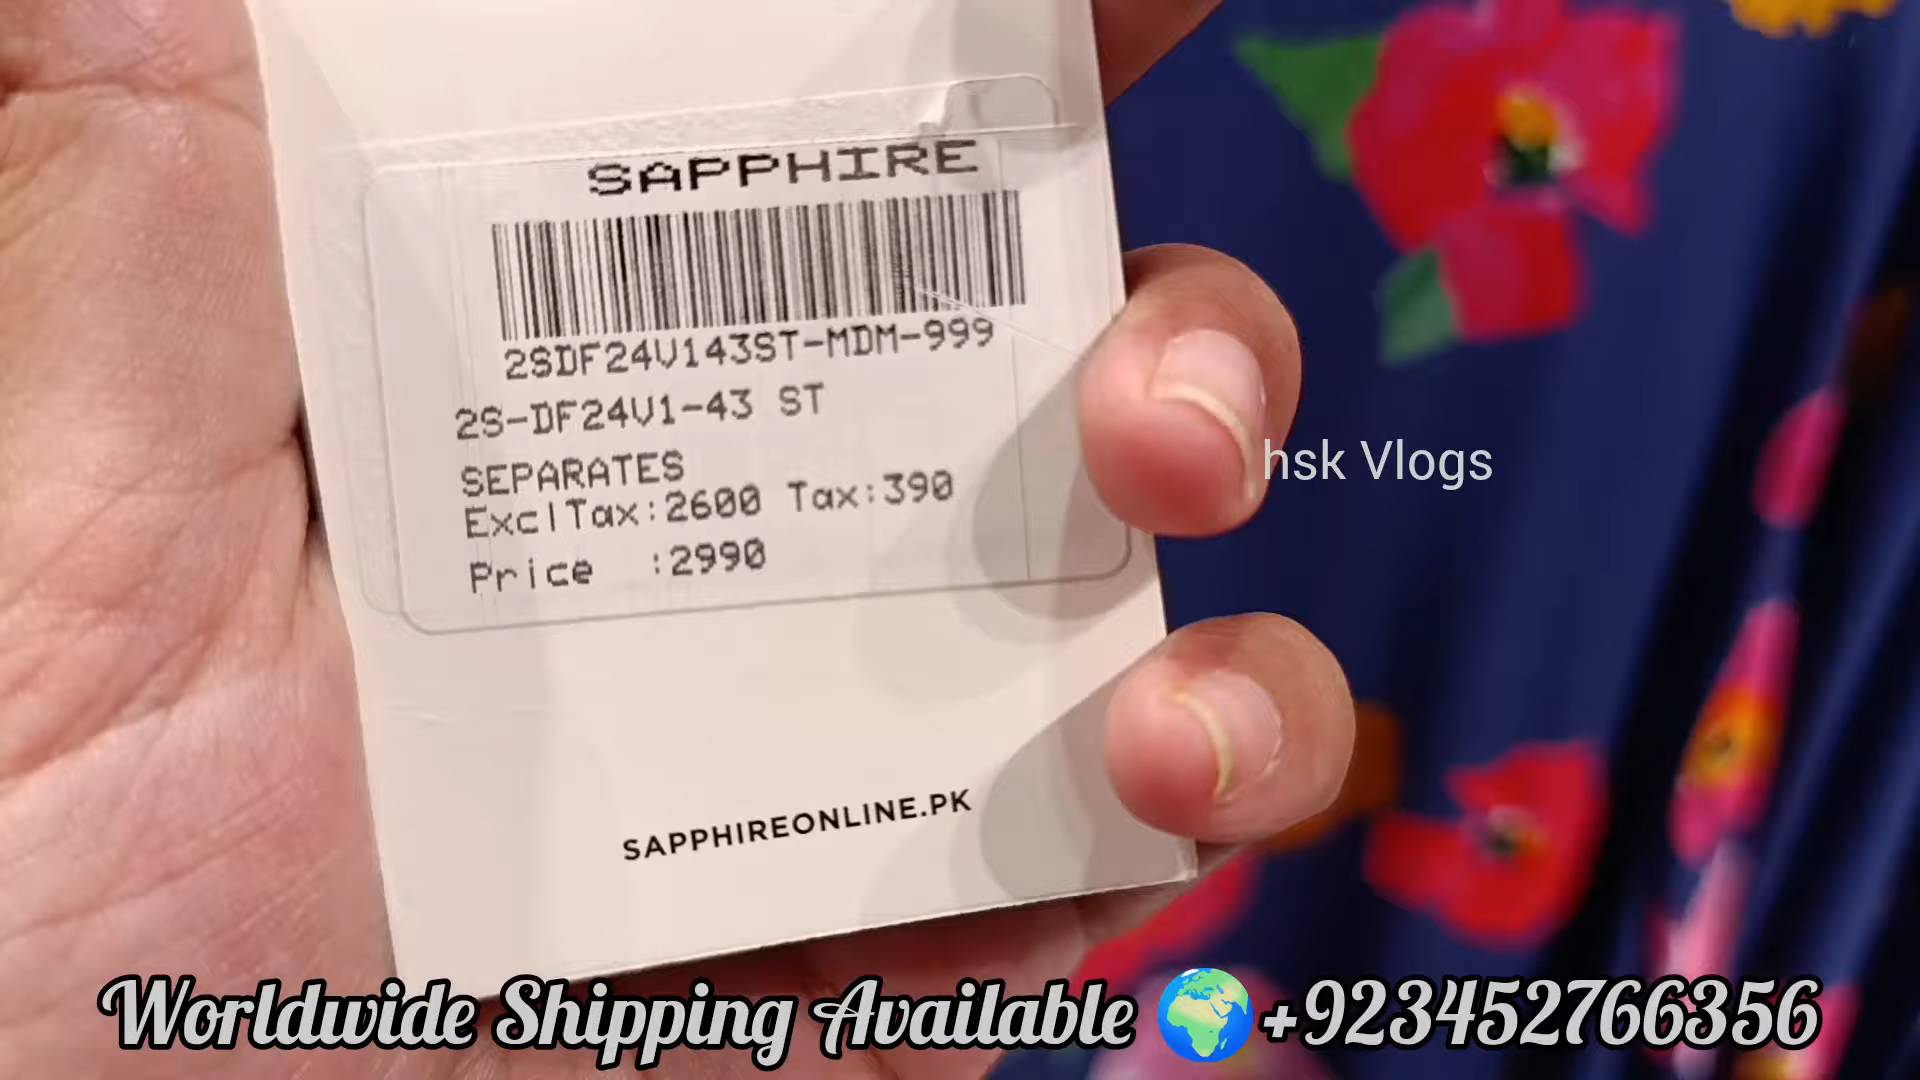 SAPPHIRE
2SDF24V143ST-MDM-999
2S-DF24V1-43 ST
SEPARATES
ExclTax:2600 Tax:390
Price :2990
hsk Vlogs
SAPPHIREONLINE.PK
Worldwide Shipping Available 🌍+923452766356